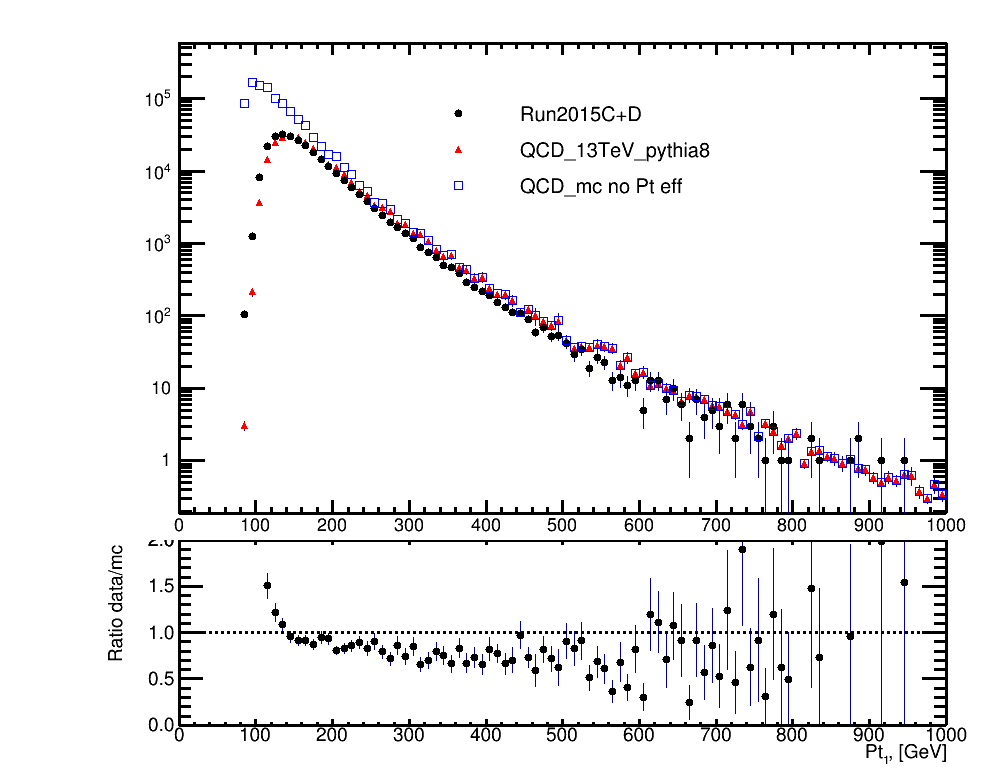 10⁵
10⁴
10³
10²
10
1
Run2015C+D
QCD_13TeV_pythia8
QCD_mc no Pt eff
0 100 200 300 400 500 600 700 800 900 1000
Ratio data/mc
2.0
1.5
1.0
0.5
0.0
0 100 200 300 400 500 600 700 800 900 1000
Pt₁, [GeV]